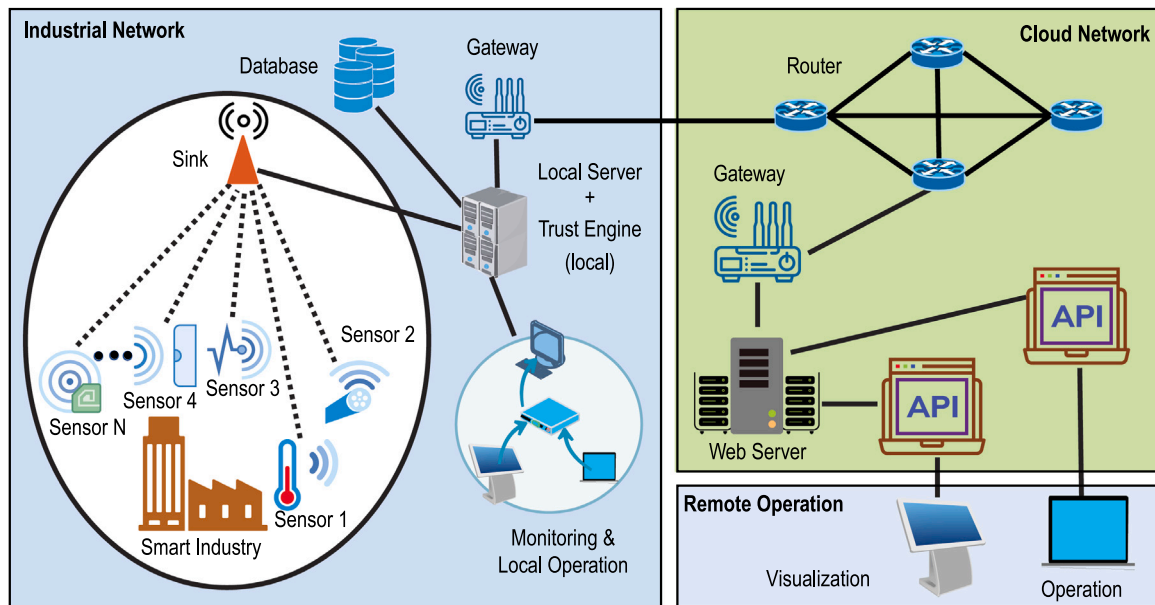 Industrial Network
Database
Gateway
Sink
Local Server
+
Trust Engine
(local)
Sensor 2
Sensor 3
Sensor 4
Sensor N
@
Sensor 1
Smart Industry
Monitoring &
Local Operation
Cloud Network
Router
Gateway
API
API
Web Server
Remote Operation
Visualization
Operation